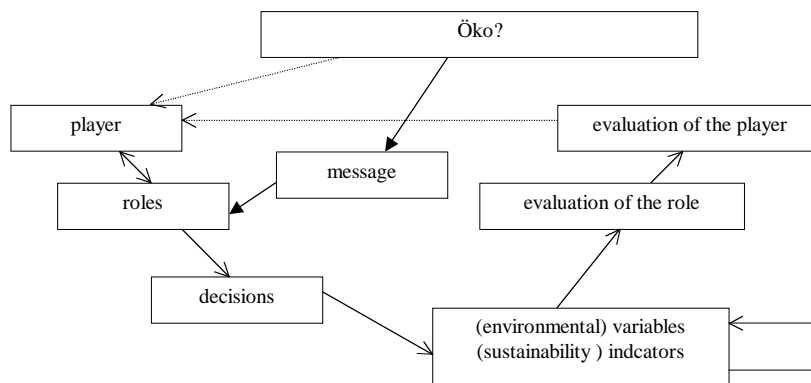 Öko?
player
evaluation of the player
message
roles
evaluation of the role
decisions
(environmental) variables
(sustainability ) indcators